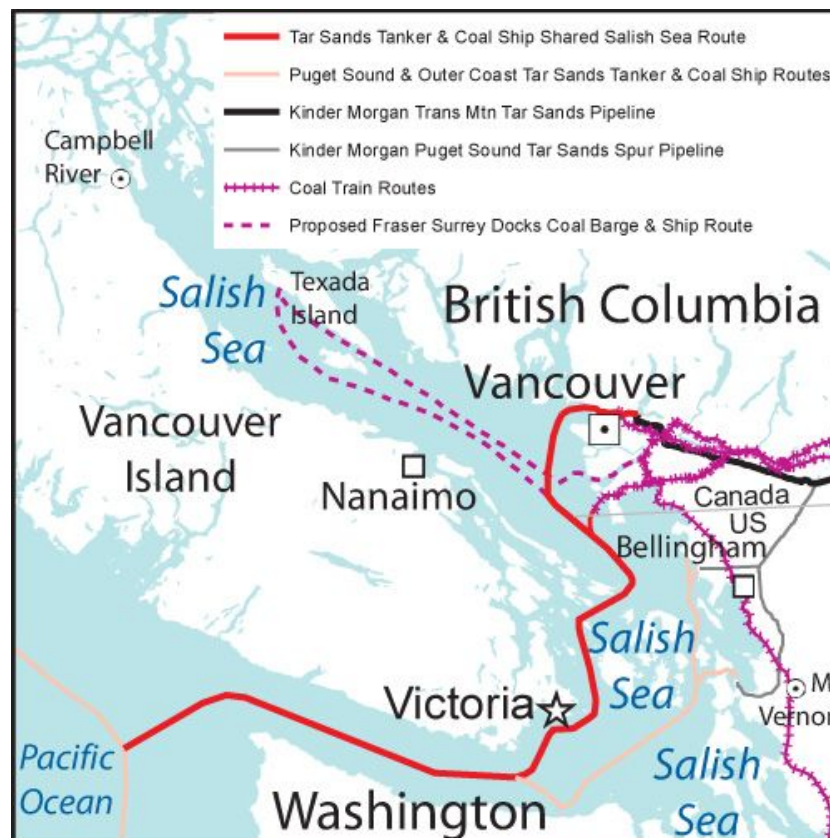 Tar Sands Tanker & Coal Ship Shared Salish Sea Route
Puget Sound & Outer Coast Tar Sands Tanker & Coal Ship Routes
Kinder Morgan Trans Mtn Tar Sands Pipeline
Kinder Morgan Puget Sound Tar Sands Spur Pipeline
Coal Train Routes
Proposed Fraser Surrey Docks Coal Barge & Ship Route
Campbell
River
Salish
Sea
Texada
Island
British Columbia
Vancouver
Vancouver
Island
Nanaimo
Canada
US
Bellingham
Salish
Sea
Victoria
M
Vernon
Pacific
Ocean
Washington
Salish
Sea